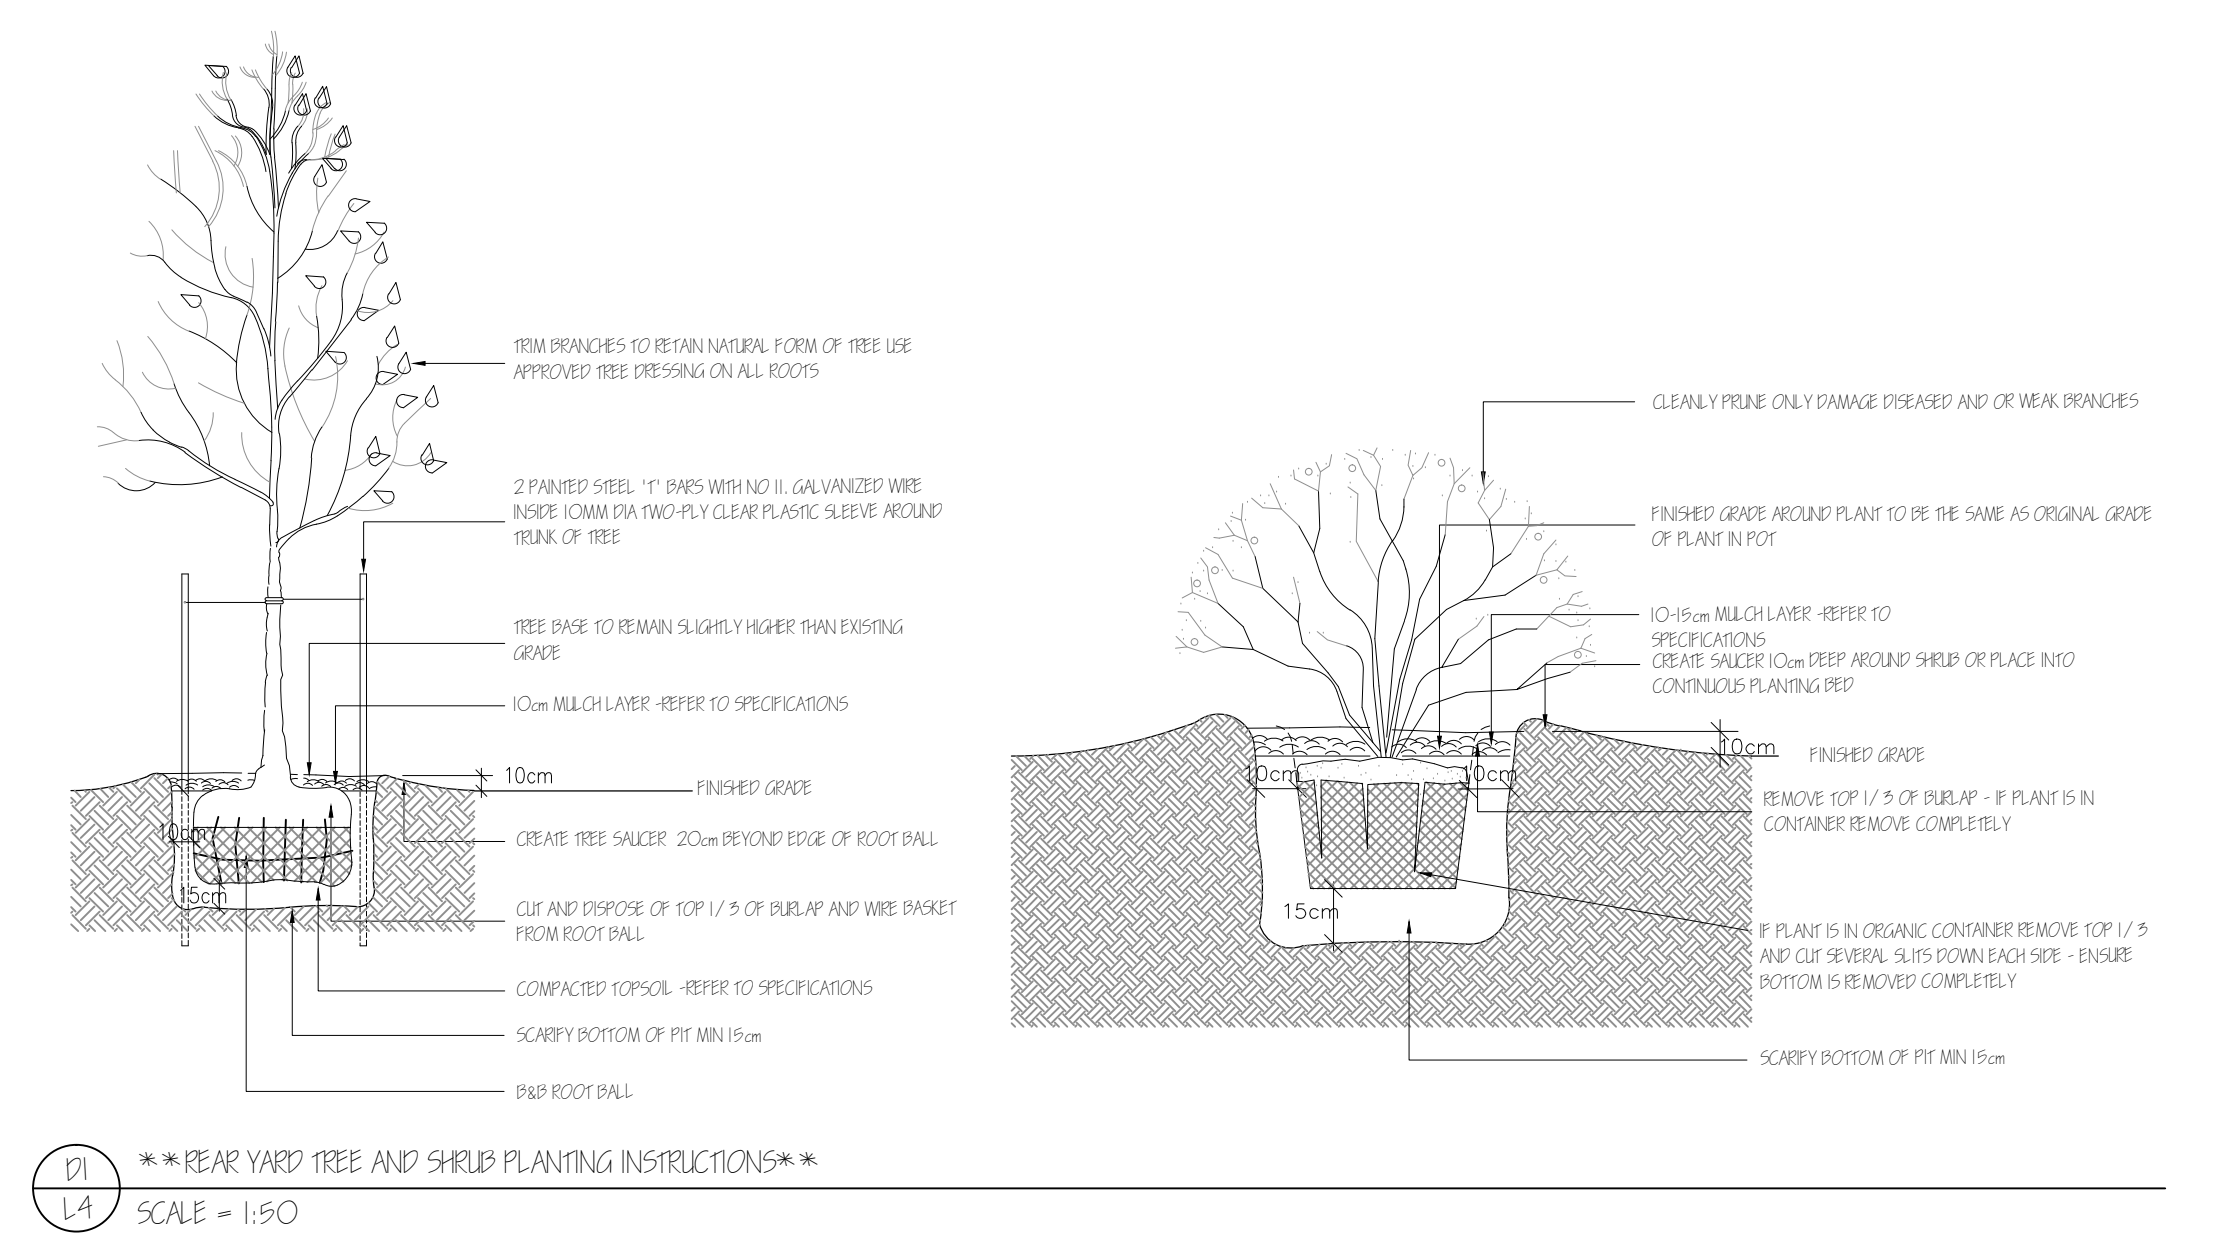 TRIM BRANCHES TO RETAIN NATURAL FORM OF TREE USE
APPROVED TREE DRESSING ON ALL ROOTS
2 PAINTED STEEL 'T' BARS WITH NO 11. GALVANIZED WIRE
INSIDE 10MM DIA TWO-PLY CLEAR PLASTIC SLEEVE AROUND
TRUNK OF TREE
TREE BASE TO REMAIN SLIGHTLY HIGHER THAN EXISTING
GRADE
10cm MULCH LAYER -REFER TO SPECIFICATIONS
10cm
FINISHED GRADE
10cm
CREATE TREE SAUCER 20cm BEYOND EDGE OF ROOT BALL
15cm
CUT AND DISPOSE OF TOP 1/3 OF BURLAP AND WIRE BASKET
FROM ROOT BALL
COMPACTED TOPSOIL -REFER TO SPECIFICATIONS
SCARIFY BOTTOM OF PIT MIN 15cm
B&B ROOT BALL
CLEANLY PRUNE ONLY DAMAGE DISEASED AND OR WEAK BRANCHES
FINISHED GRADE AROUND PLANT TO BE THE SAME AS ORIGINAL GRADE
OF PLANT IN POT
10-15cm MULCH LAYER -REFER TO
SPECIFICATIONS
CREATE SAUCER 10cm DEEP AROUND SHRUB OR PLACE INTO
CONTINUOUS PLANTING BED
10cm
FINISHED GRADE
10cm
10cm
REMOVE TOP 1/3 OF BURLAP - IF PLANT IS IN
CONTAINER REMOVE COMPLETELY
15cm
IF PLANT IS IN ORGANIC CONTAINER REMOVE TOP 1/3
AND CUT SEVERAL SLITS DOWN EACH SIDE - ENSURE
BOTTOM IS REMOVED COMPLETELY
SCARIFY BOTTOM OF PIT MIN 15cm
D1
**REAR YARD TREE AND SHRUB PLANTING INSTRUCTIONS**
L4
SCALE = 1:50